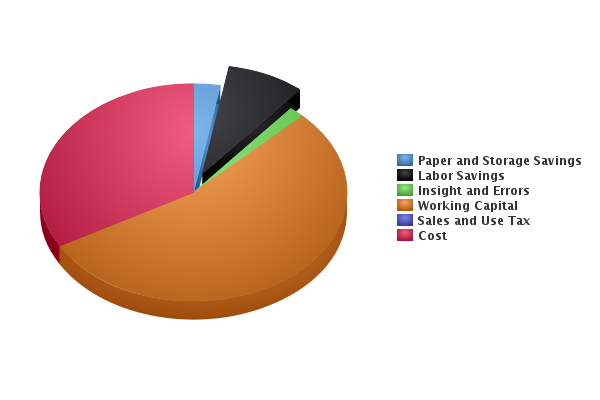 Paper and Storage Savings
Labor Savings
Insight and Errors
Working Capital
Sales and Use Tax
Cost